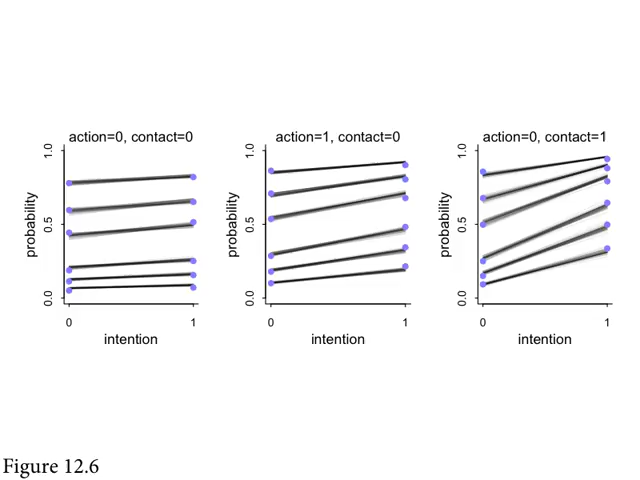 action=0, contact=0
1.0
0.5
0.0
probability
0 1
intention
action=1, contact=0
1.0
0.5
0.0
probability
0 1
intention
action=0, contact=1
1.0
0.5
0.0
probability
0 1
intention
Figure 12.6